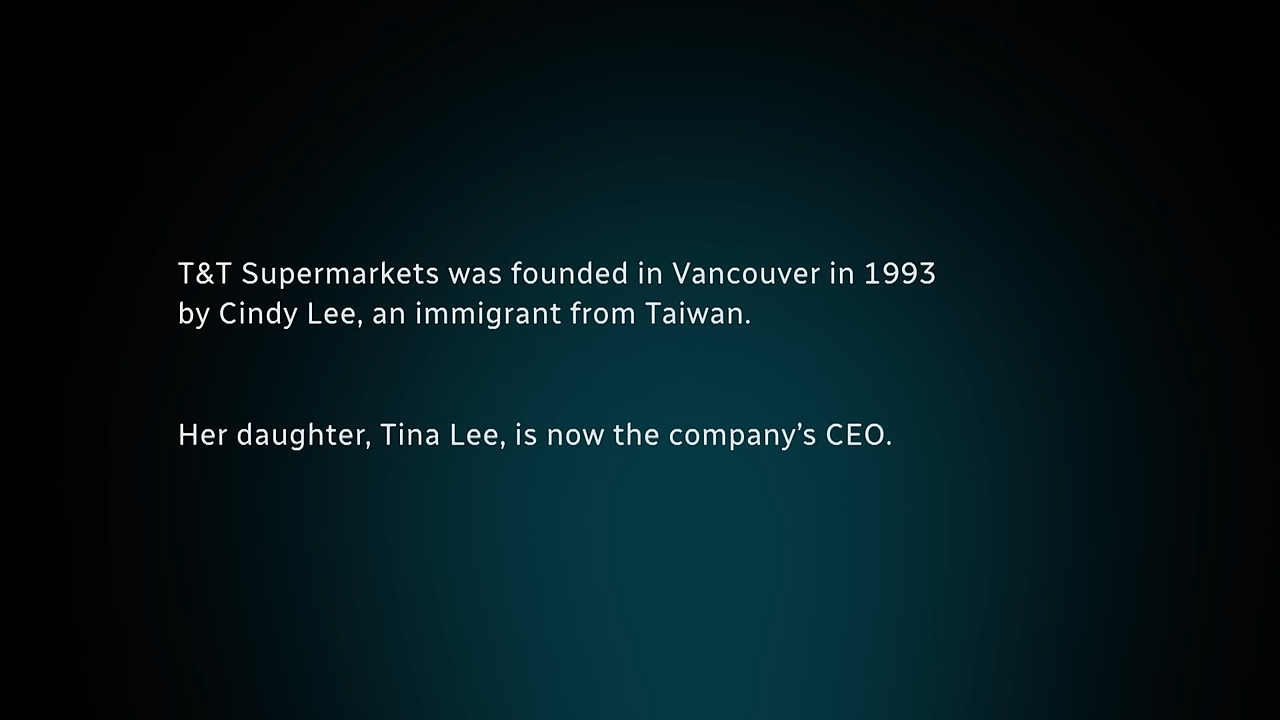 T&T Supermarkets was founded in Vancouver in 1993
by Cindy Lee, an immigrant from Taiwan.
Her daughter, Tina Lee, is now the company’s CEO.